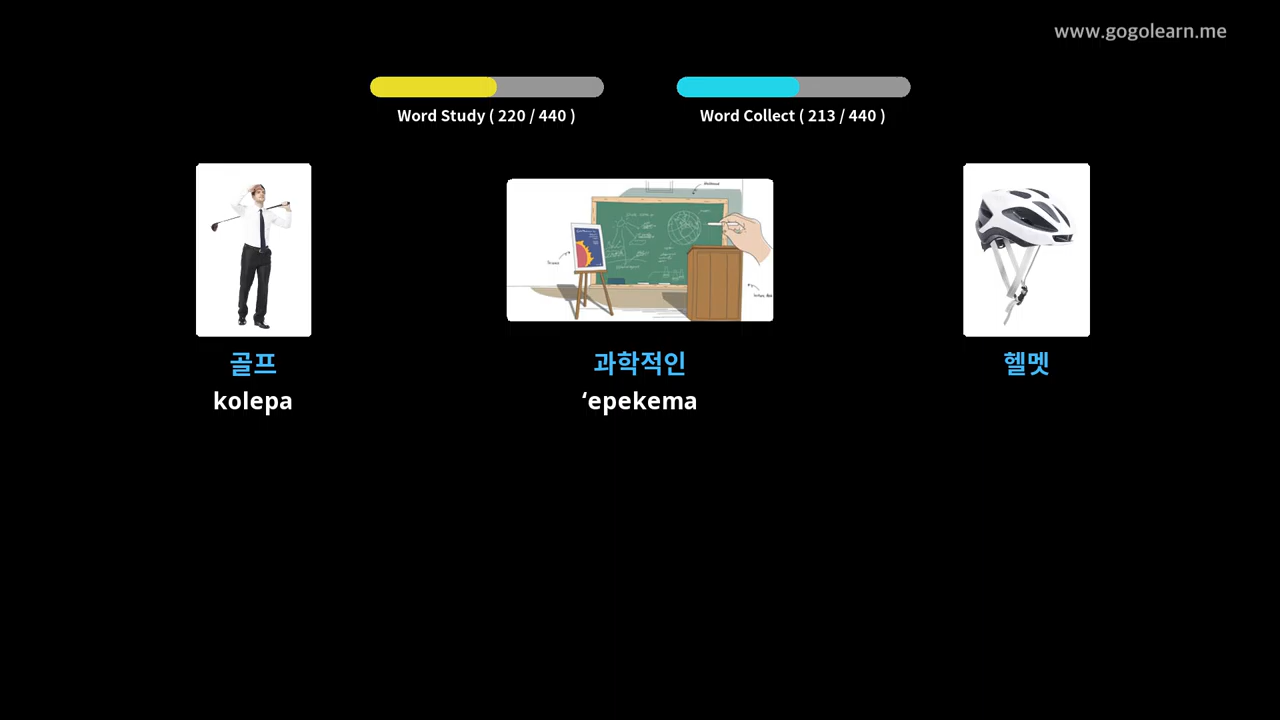 www.gogolearn.me
Word Study ( 220 / 440 )
Word Collect ( 213 / 440 )
골프
과학적인
헬멧
kolepa
ʻepekema